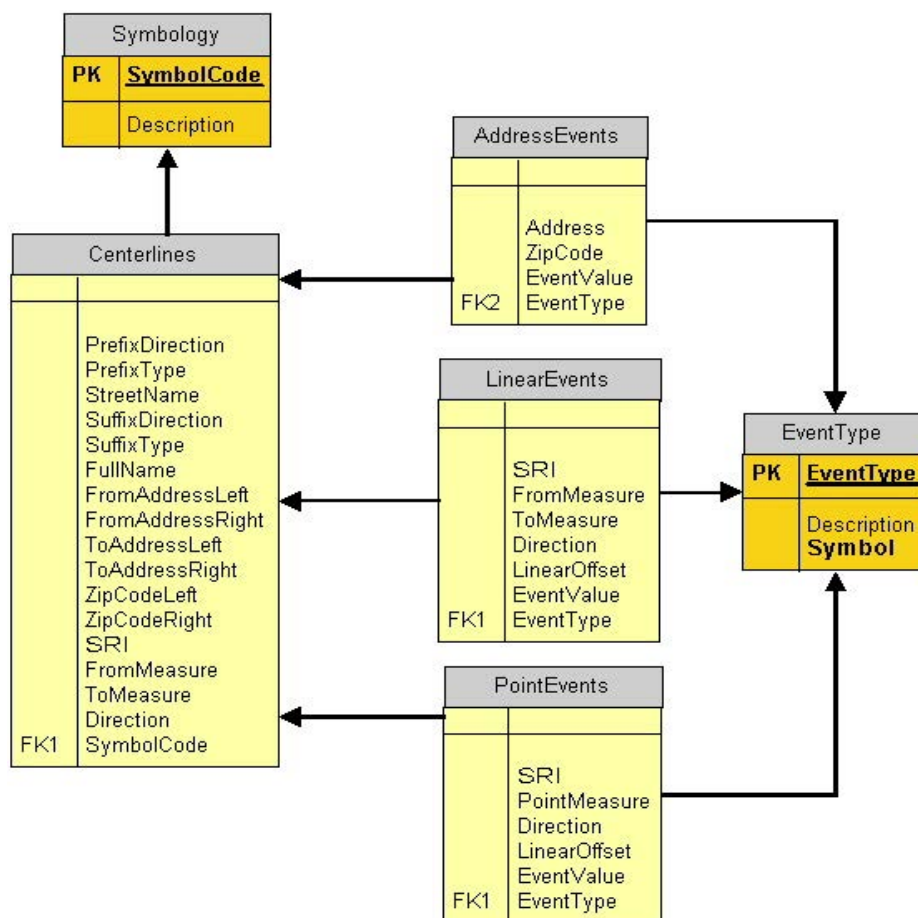 Symbology
PK SymbolCode
Description
Centerlines
PrefixDirection
PrefixType
StreetName
SuffixDirection
SuffixType
FullName
FromAddressLeft
FromAddressRight
ToAddressLeft
ToAddressRight
ZipCodeLeft
ZipCodeRight
SRI
FromMeasure
ToMeasure
Direction
FK1 SymbolCode
AddressEvents
Address
ZipCode
EventValue
FK2 EventType
LinearEvents
SRI
FromMeasure
ToMeasure
Direction
LinearOffset
EventValue
FK1 EventType
PointEvents
SRI
PointMeasure
Direction
LinearOffset
EventValue
FK1 EventType
EventType
PK EventType
Description
Symbol